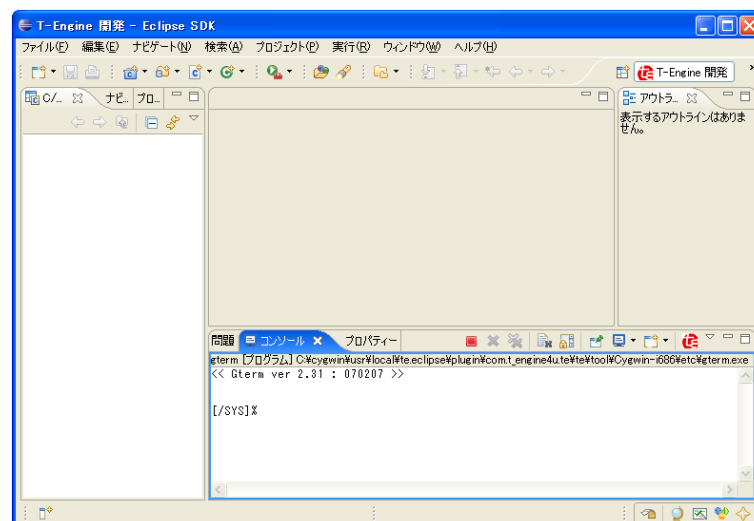 T-Engine 開発 - Eclipse SDK
ファイル(F) 編集(E) ナビゲート(N) 検索(A) プロジェクト(P) 実行(R) ウィンドウ(W) ヘルプ(H)
T-Engine 開発
C/... ナビ... プロ...
アウトラ...
表示するアウトラインはありま
せん。
問題 コンソール プロパティー
gterm [プログラム] C:¥cygwin¥usr¥local¥te.eclipse¥plugin¥com.t_engine4u.te¥te¥tool¥Cygwin-i686¥etc¥gterm.exe
<< Gterm ver 2.31 : 070207 >>
[/SYS]%